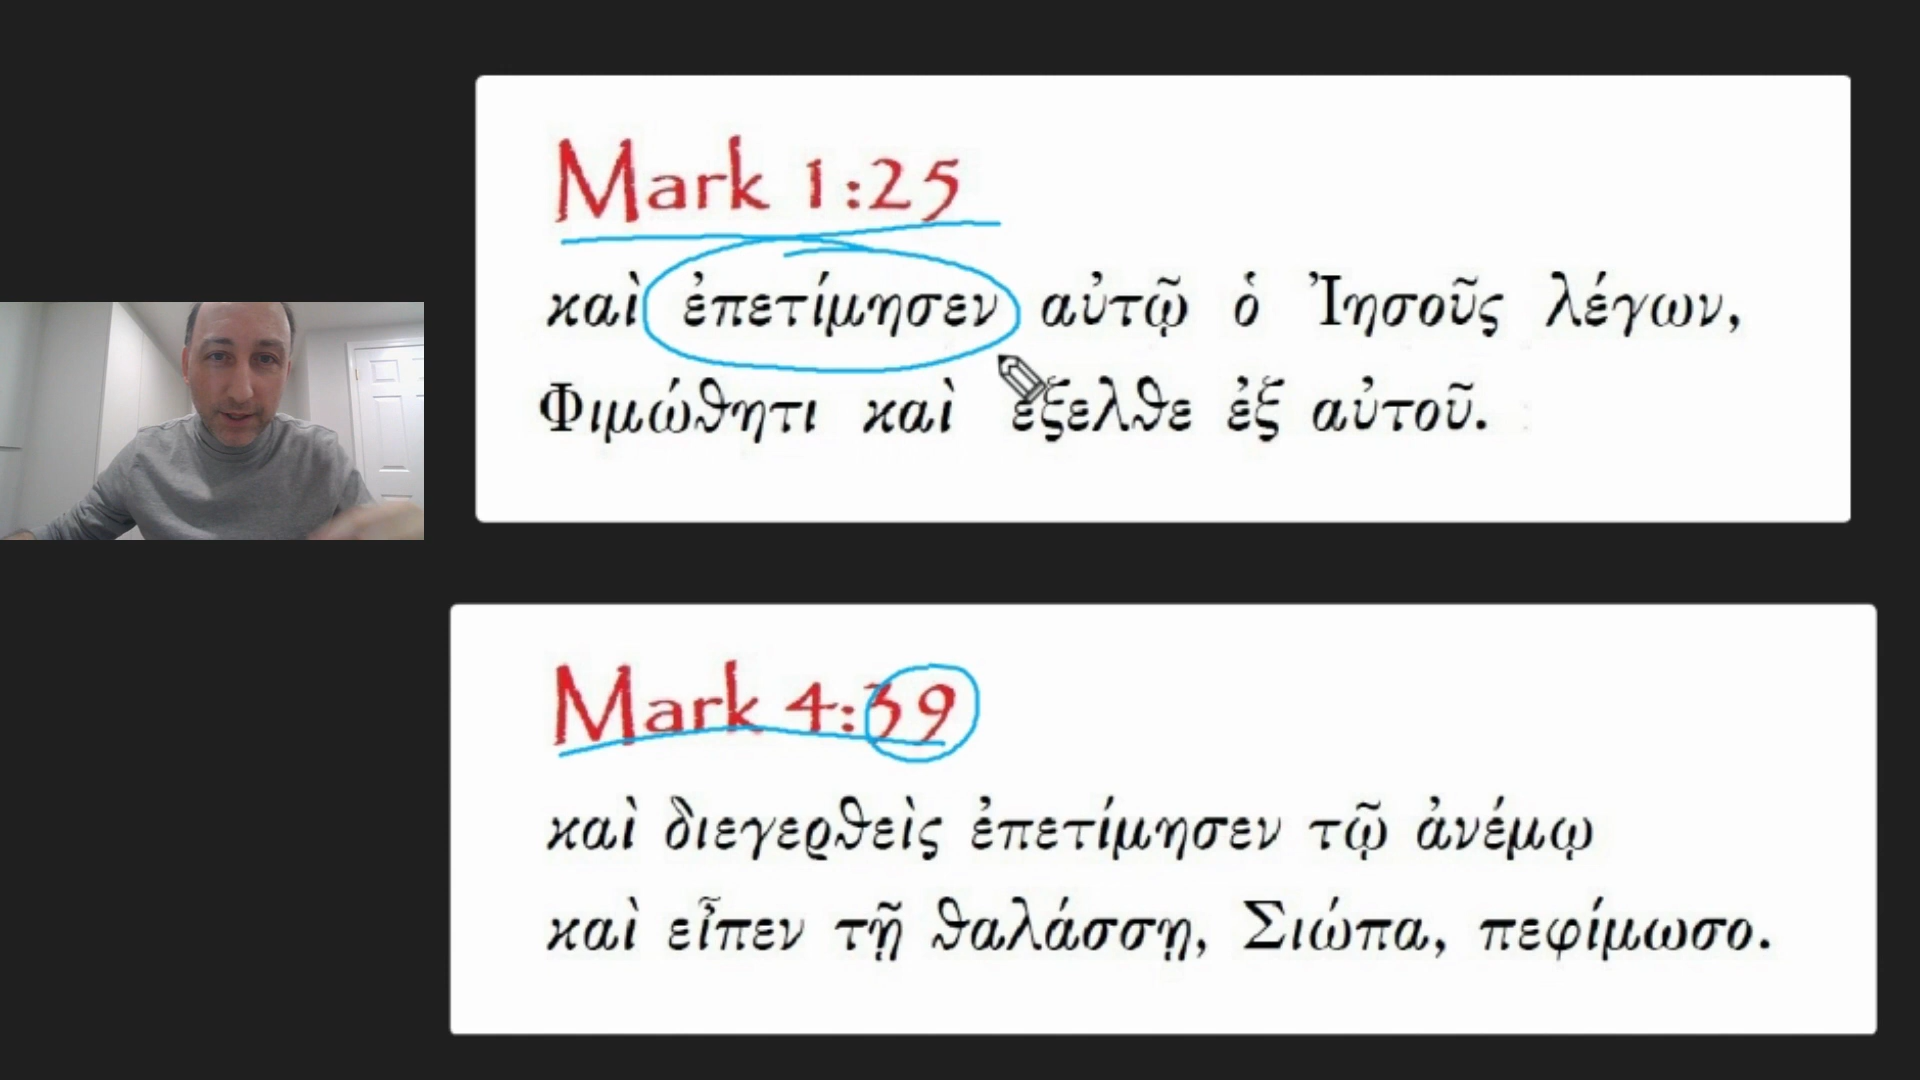 Mark 1:25
καὶ ἐπετίμησεν αὐτῷ ὁ Ἰησοῦς λέγων,
Φιμώθητι καὶ ἔξελθε ἐξ αὐτοῦ.
Mark 4:39
καὶ διεγερθεὶς ἐπετίμησεν τῷ ἀνέμῳ
καὶ εἶπεν τῇ θαλάσσῃ, Σιώπα, πεφίμωσο.